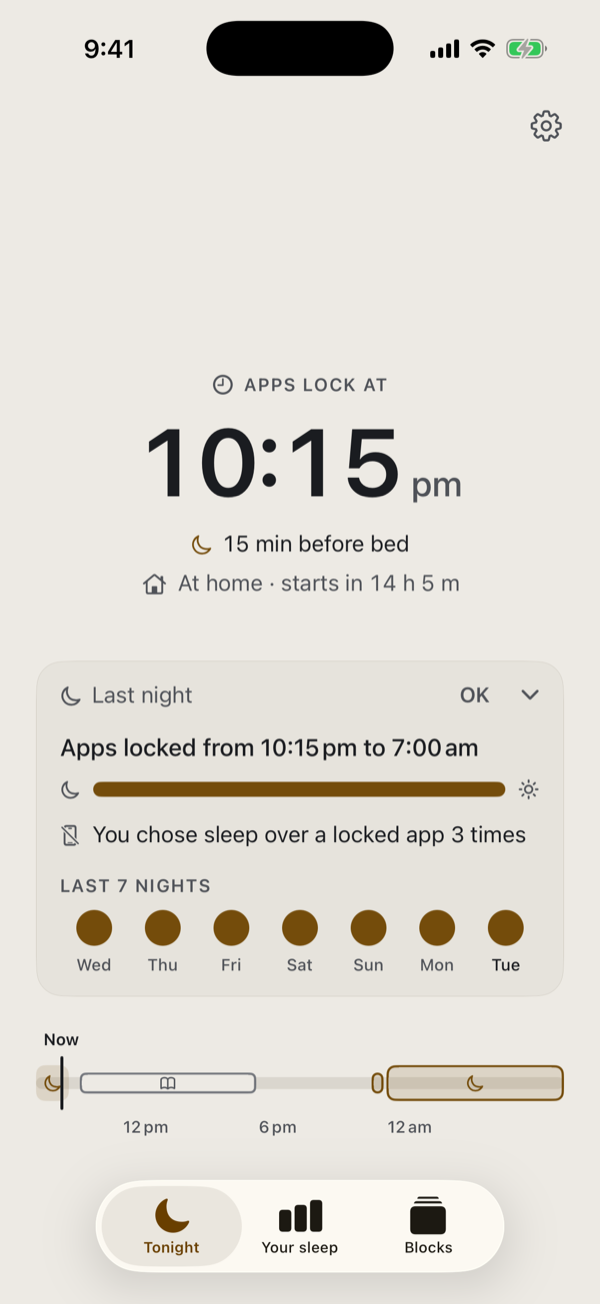 9:41
APPS LOCK AT
10:15 pm
15 min before bed
At home · starts in 14 h 5 m
Last night OK
Apps locked from 10:15 pm to 7:00 am
You chose sleep over a locked app 3 times
LAST 7 NIGHTS
Wed Thu Fri Sat Sun Mon Tue
Now
12 pm 6 pm 12 am
Tonight Your sleep Blocks